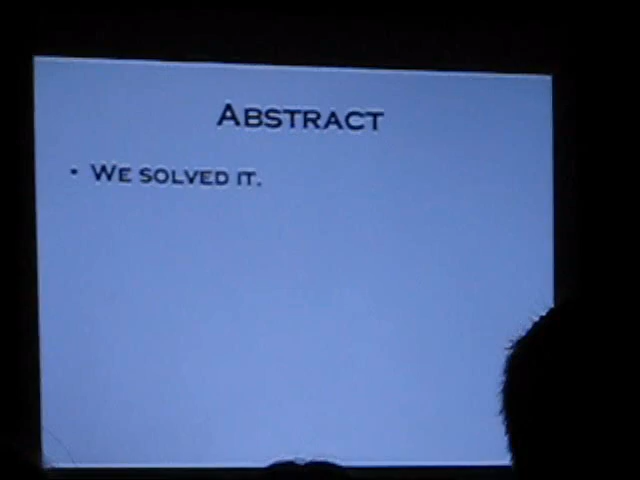 Abstract
• We solved it.